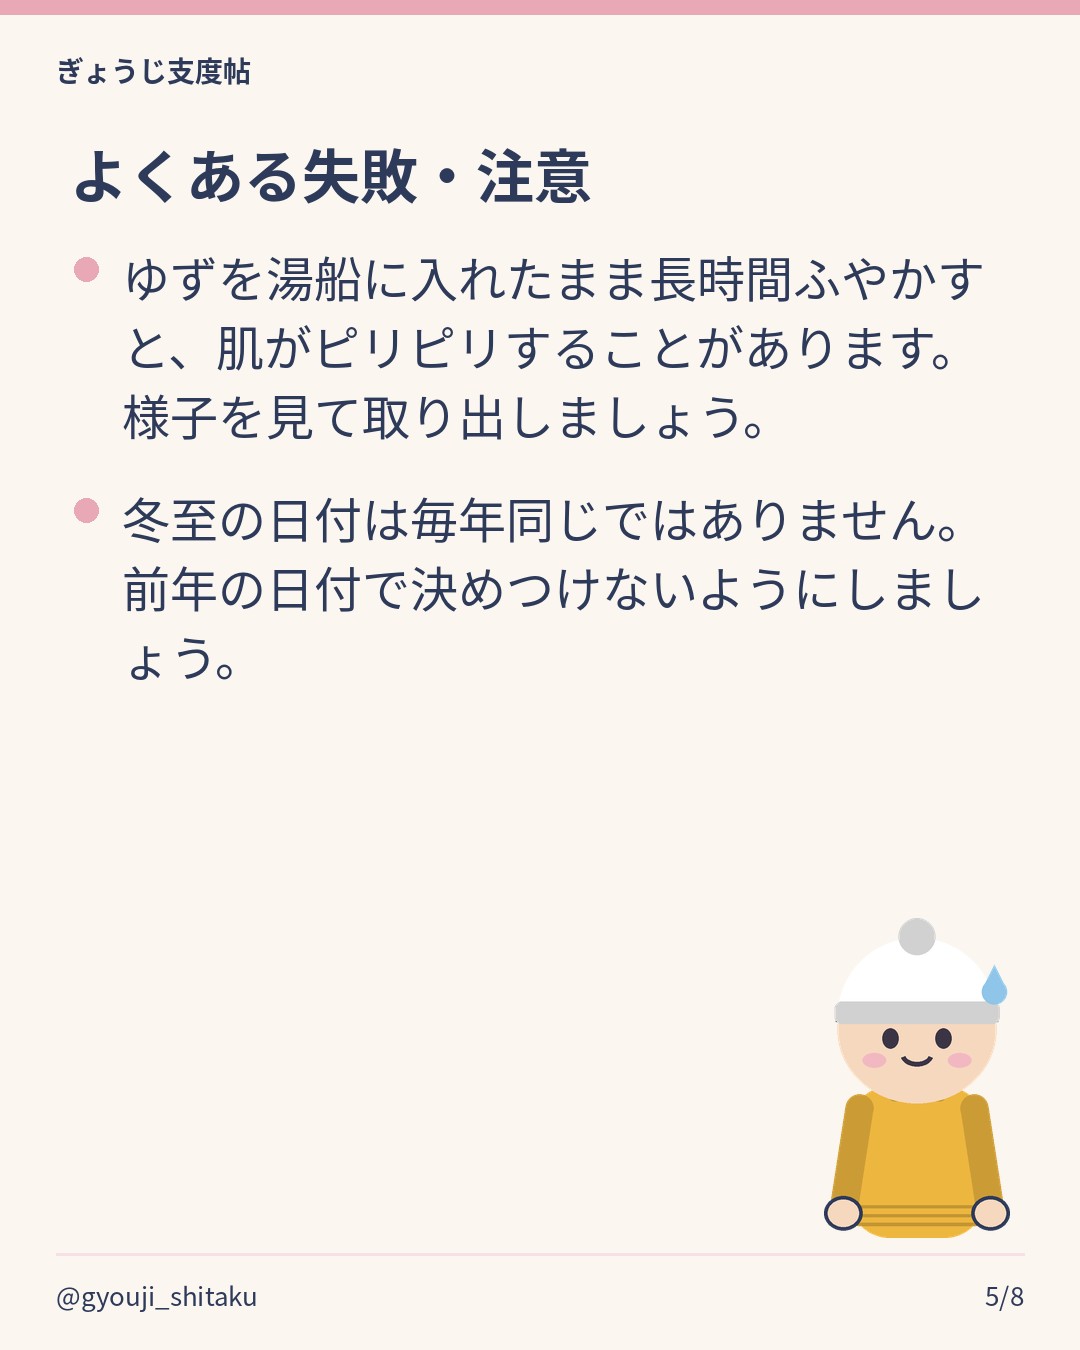 ぎょうじ支度帖
よくある失敗・注意
ゆずを湯船に入れたまま長時間ふやかす
と、肌がピリピリすることがあります。
様子を見て取り出しましょう。
冬至の日付は毎年同じではありません。
前年の日付で決めつけないようにしまし
ょう。
@gyouji_shitaku
5/8